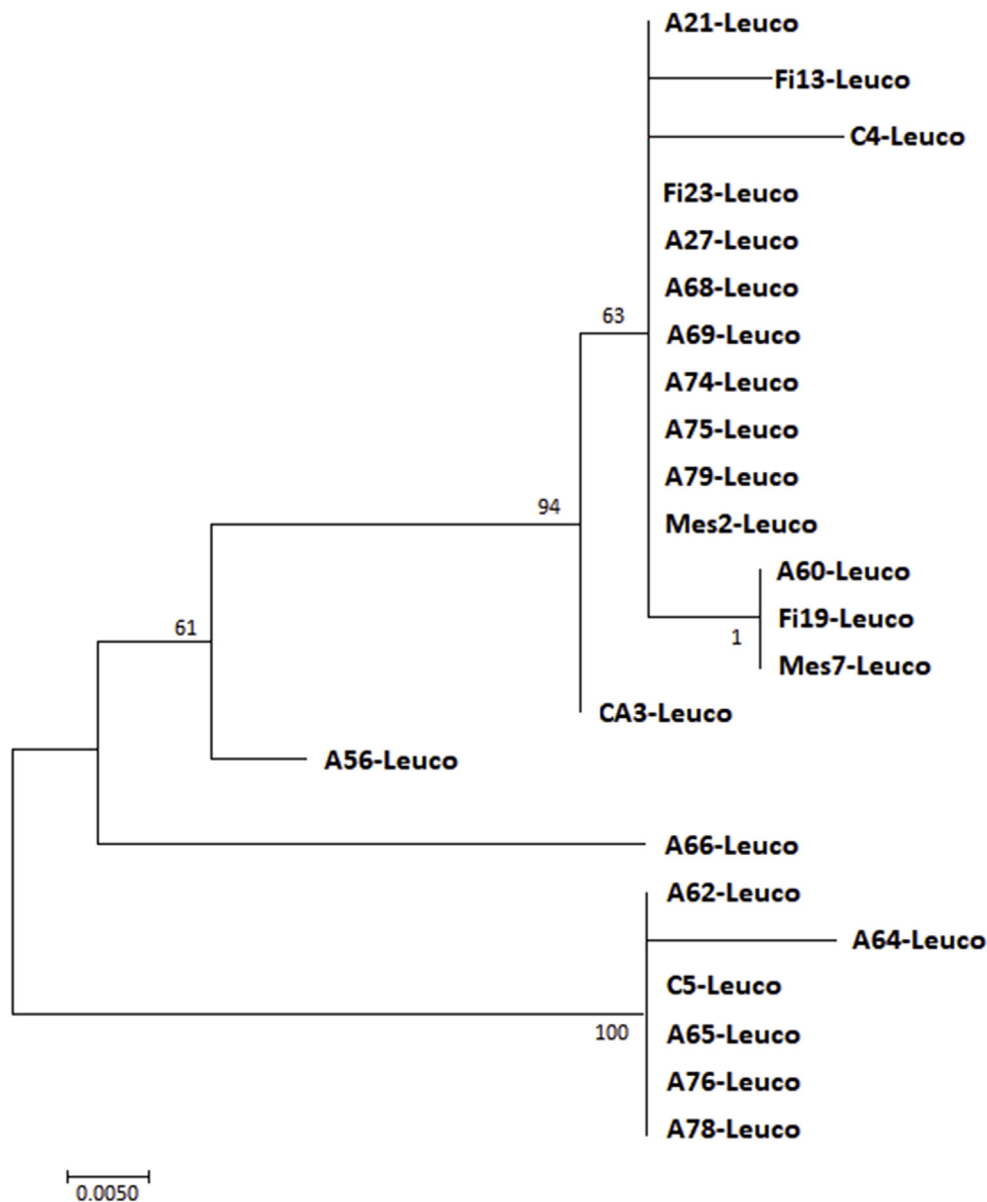 A21-Leuco
Fi13-Leuco
C4-Leuco
Fi23-Leuco
A27-Leuco
A68-Leuco
63
A69-Leuco
A74-Leuco
A75-Leuco
A79-Leuco
94
Mes2-Leuco
A60-Leuco
61
Fi19-Leuco
1
Mes7-Leuco
CA3-Leuco
A56-Leuco
A66-Leuco
A62-Leuco
A64-Leuco
C5-Leuco
100
A65-Leuco
A76-Leuco
A78-Leuco
0.0050